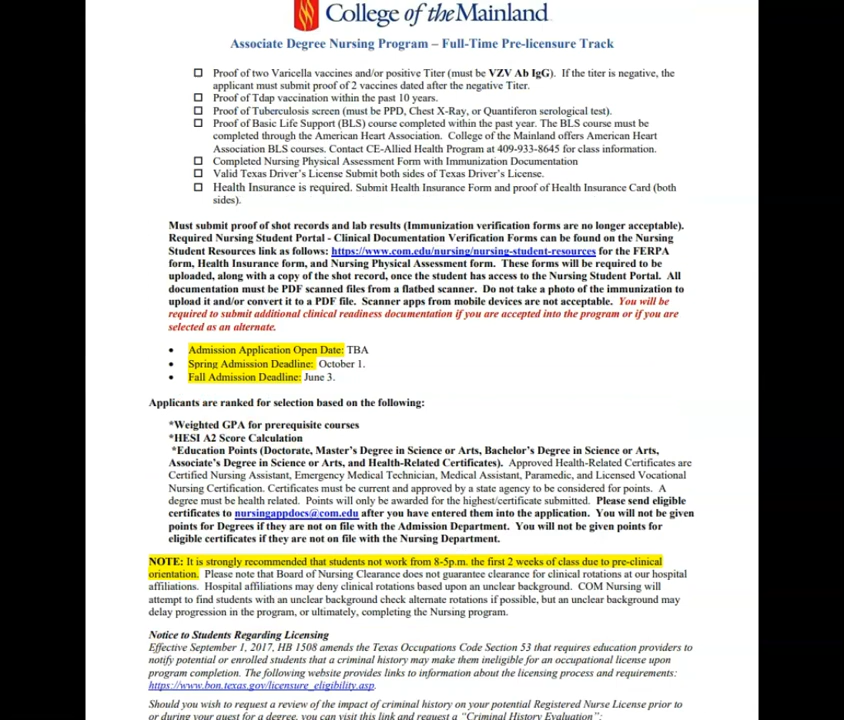 College of the Mainland
Associate Degree Nursing Program – Full-Time Pre-licensure Track
☐ Proof of two Varicella vaccines and/or positive Titer (must be VZV Ab IgG). If the titer is negative, the
applicant must submit proof of 2 vaccines dated after the negative Titer.
☐ Proof of Tdap vaccination within the past 10 years.
☐ Proof of Tuberculosis screen (must be PPD, Chest X-Ray, or Quantiferon serological test).
☐ Proof of Basic Life Support (BLS) course completed within the past year. The BLS course must be
completed through the American Heart Association. College of the Mainland offers American Heart
Association BLS courses. Contact CE-Allied Health Program at 409-933-8645 for class information.
☐ Completed Nursing Physical Assessment Form with Immunization Documentation
☐ Valid Texas Driver's License Submit both sides of Texas Driver's License.
☐ Health Insurance is required. Submit Health Insurance Form and proof of Health Insurance Card (both
sides).
Must submit proof of shot records and lab results (Immunization verification forms are no longer acceptable).
Required Nursing Student Portal - Clinical Documentation Verification Forms can be found on the Nursing
Student Resources link as follows: https://www.com.edu/nursing/nursing-student-resources for the FERPA
form, Health Insurance form, and Nursing Physical Assessment form. These forms will be required to be
uploaded, along with a copy of the shot record, once the student has access to the Nursing Student Portal. All
documentation must be PDF scanned files from a flatbed scanner. Do not take a photo of the immunization to
upload it and/or convert it to a PDF file. Scanner apps from mobile devices are not acceptable. You will be
required to submit additional clinical readiness documentation if you are accepted into the program or if you are
selected as an alternate.
• Admission Application Open Date: TBA
• Spring Admission Deadline: October 1.
• Fall Admission Deadline: June 3.
Applicants are ranked for selection based on the following:
*Weighted GPA for prerequisite courses
*HESI A2 Score Calculation
*Education Points (Doctorate, Master's Degree in Science or Arts, Bachelor's Degree in Science or Arts,
Associate's Degree in Science or Arts, and Health-Related Certificates). Approved Health-Related Certificates are
Certified Nursing Assistant, Emergency Medical Technician, Medical Assistant, Paramedic, and Licensed Vocational
Nursing Certification. Certificates must be current and approved by a state agency to be considered for points. A
degree must be health related. Points will only be awarded for the highest/certificate submitted. Please send eligible
certificates to nursingappdocs@com.edu after you have entered them into the application. You will not be given
points for Degrees if they are not on file with the Admission Department. You will not be given points for
eligible certificates if they are not on file with the Nursing Department.
NOTE: It is strongly recommended that students not work from 8-5p.m. the first 2 weeks of class due to pre-clinical
orientation. Please note that Board of Nursing Clearance does not guarantee clearance for clinical rotations at our hospital
affiliations. Hospital affiliations may deny clinical rotations based upon an unclear background. COM Nursing will
attempt to find students with an unclear background check alternate rotations if possible, but an unclear background may
delay progression in the program, or ultimately, completing the Nursing program.
Notice to Students Regarding Licensing
Effective September 1, 2017, HB 1508 amends the Texas Occupations Code Section 53 that requires education providers to
notify potential or enrolled students that a criminal history may make them ineligible for an occupational license upon
program completion. The following website provides links to information about the licensing process and requirements:
https://www.bon.texas.gov/licensure_eligibility.asp.
Should you wish to request a review of the impact of criminal history on your potential Registered Nurse License prior to
or during your quest for a degree, you can visit this link and request a "Criminal History Evaluation":